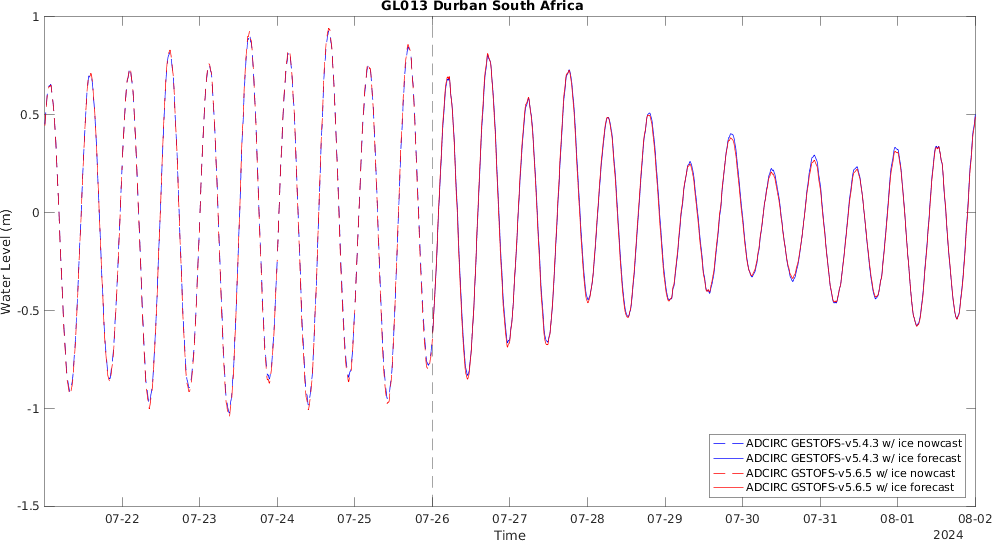 GL013 Durban South Africa
Water Level (m)
1
0.5
0
-0.5
-1
-1.5
ADCIRC GESTOFS-v5.4.3 w/ ice nowcast
ADCIRC GESTOFS-v5.4.3 w/ ice forecast
ADCIRC GSTOFS-v5.6.5 w/ ice nowcast
ADCIRC GSTOFS-v5.6.5 w/ ice forecast
07-22 07-23 07-24 07-25 07-26 07-27 07-28 07-29 07-30 07-31 08-01 08-02
Time
2024